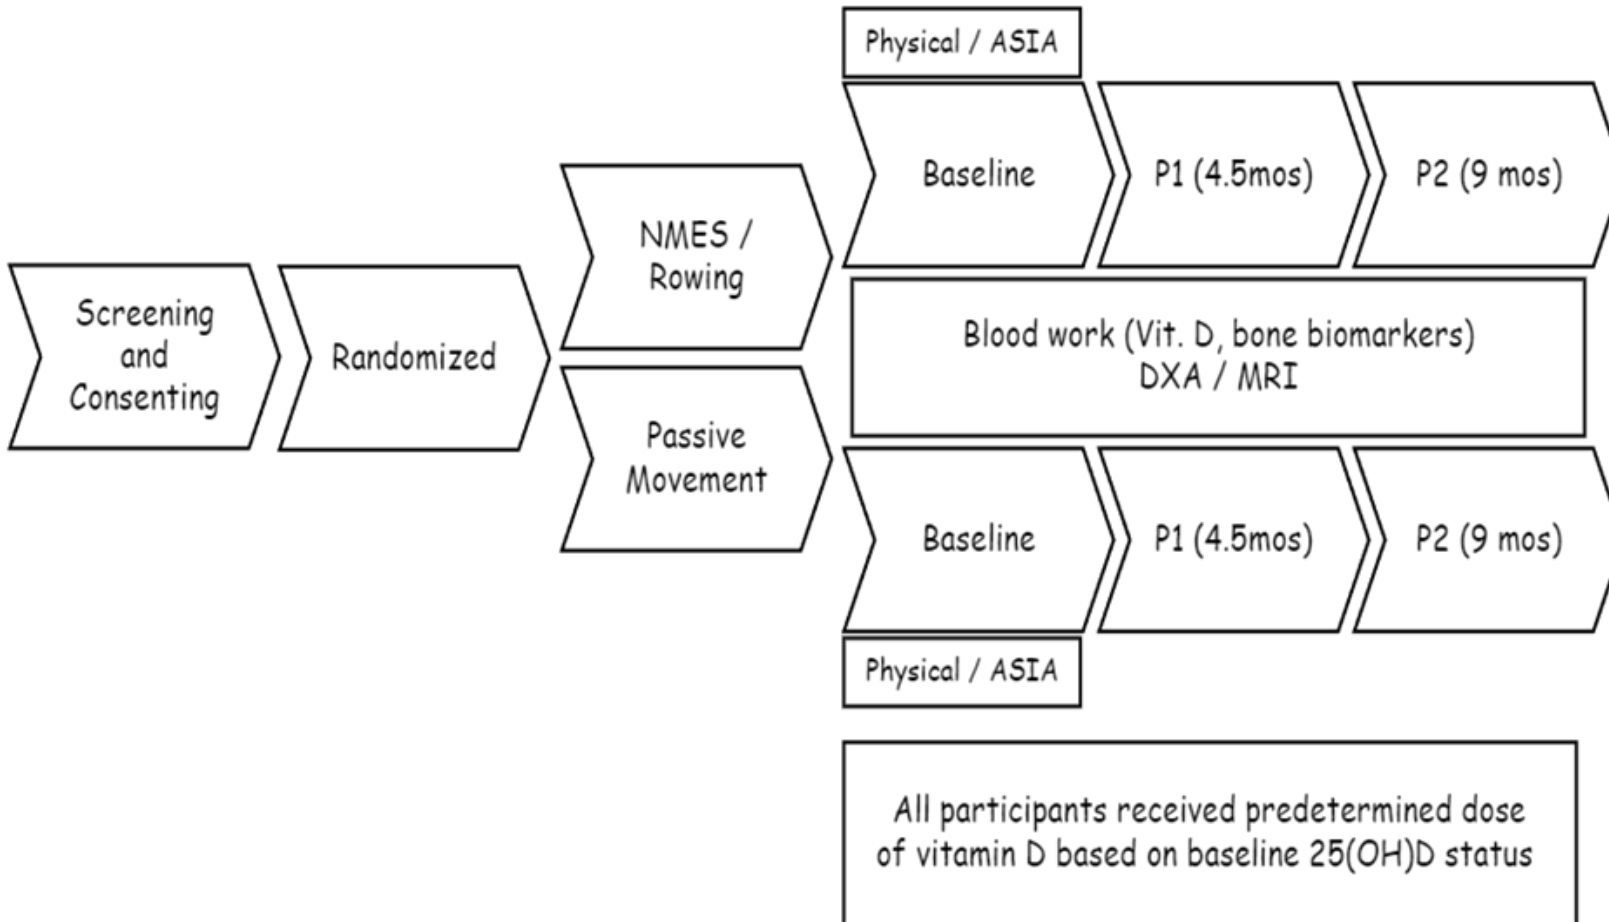 Physical / ASIA
Baseline
P1 (4.5mos)
P2 (9 mos)
NMES /
Rowing
Screening
and
Consenting
Randomized
Blood work (Vit. D, bone biomarkers)
DXA / MRI
Passive
Movement
Baseline
P1 (4.5mos)
P2 (9 mos)
Physical / ASIA
All participants received predetermined dose
of vitamin D based on baseline 25(OH)D status